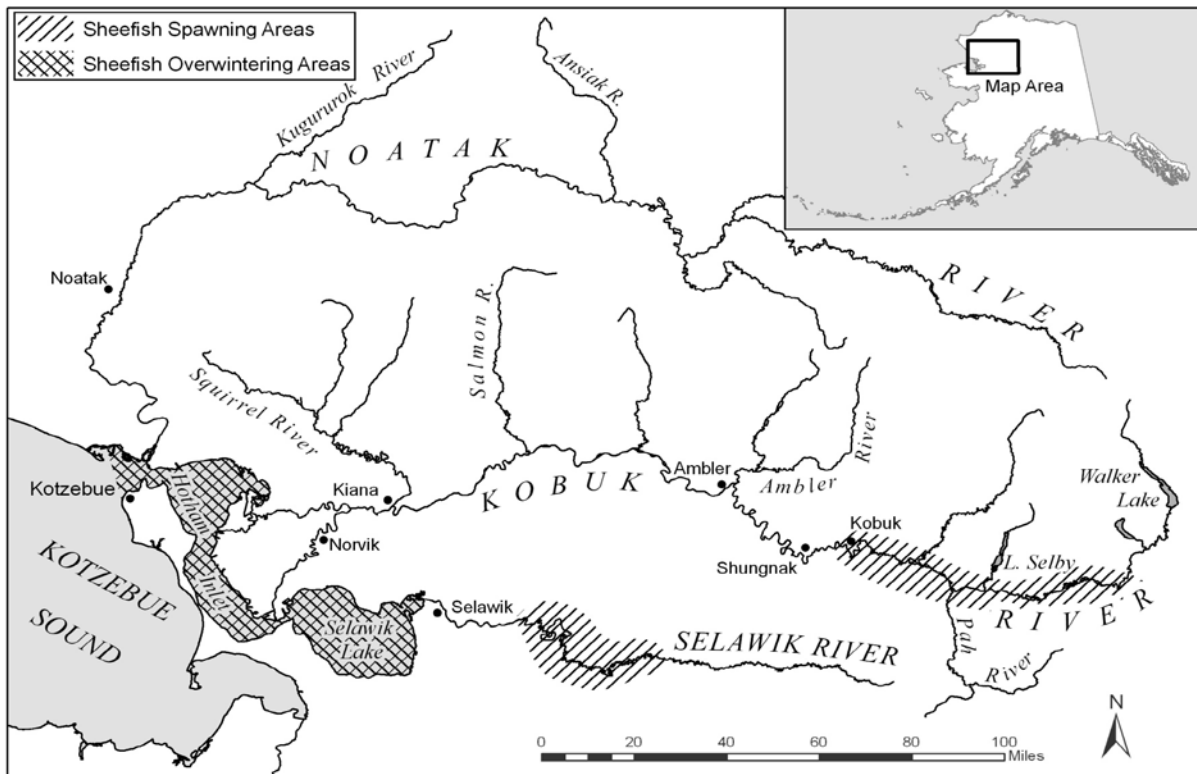 Sheefish Spawning Areas
Sheefish Overwintering Areas
Map Area
Kugururok River
Ansiak R.
NOATAK
RIVER
Noatak
Salmon R.
Squirrel River
Kotzebue
Hotham
Inlet
Kiana
Norvik
KOBUK
Ambler
Ambler
River
Walker
Lake
Kobuk
Shungnak
L. Selby
RIVER
KOTZEBUE
SOUND
Selawik
Lake
Selawik
SELAWIK RIVER
Pah
River
N
0 20 40 60 80 100
Miles